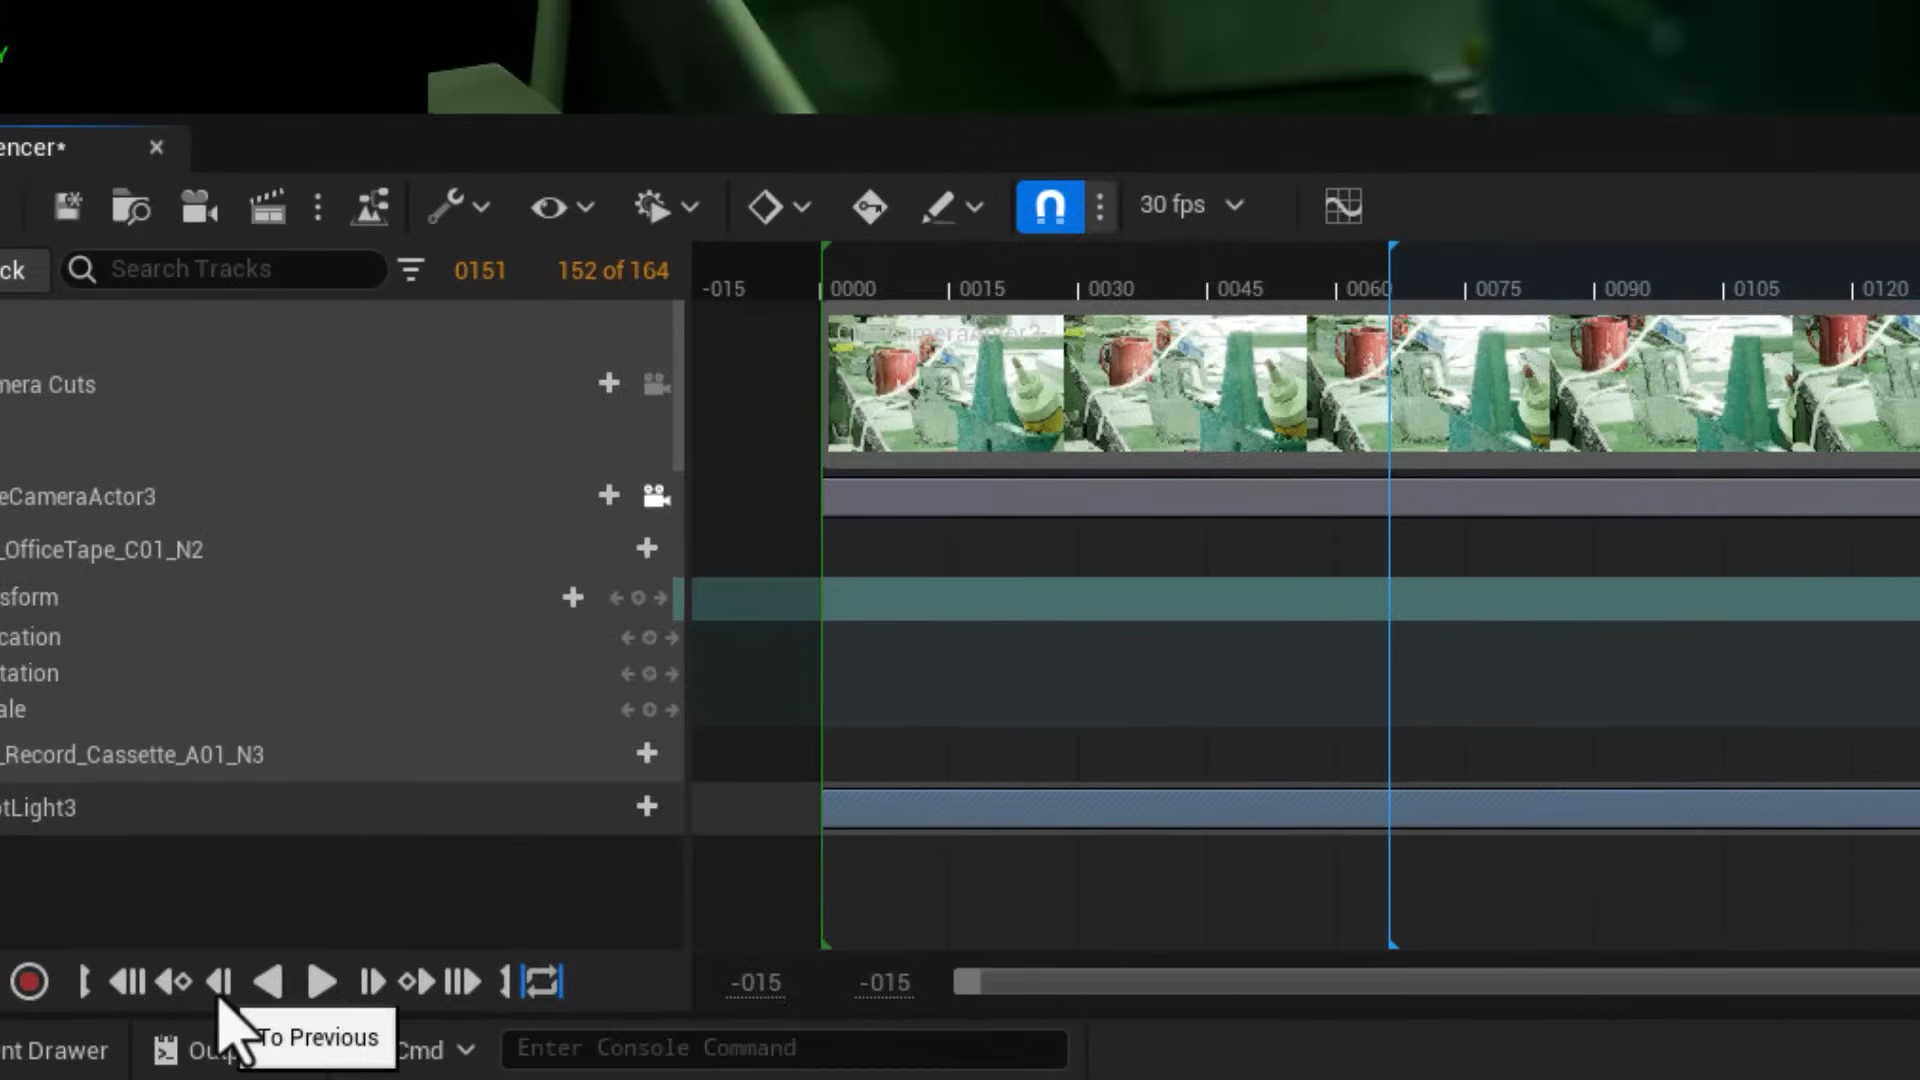 Y
encer*
30 fps
ck
Search Tracks
0151
152 of 164
-015
0000
0015
0030
0045
0060
0075
0090
0105
0120
mera Cuts
eCameraActor3
_OfficeTape_C01_N2
sform
cation
tation
ale
_Record_Cassette_A01_N3
otLight3
-015
-015
To Previous
nt Drawer
Cmd
Enter Console Command